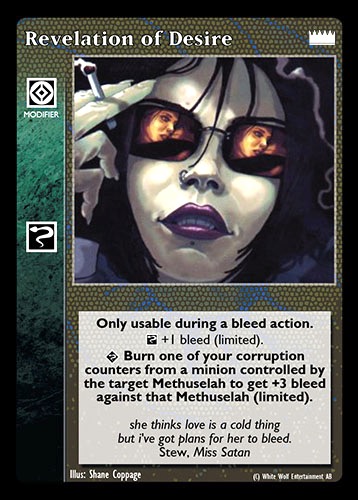 Revelation of Desire
MODIFIER
Only usable during a bleed action.
+1 bleed (limited).
Burn one of your corruption
counters from a minion controlled by
the target Methuselah to get +3 bleed
against that Methuselah (limited).
she thinks love is a cold thing
but i've got plans for her to bleed.
Stew, Miss Satan
Illus: Shane Coppage
(C) White Wolf Entertainment AB